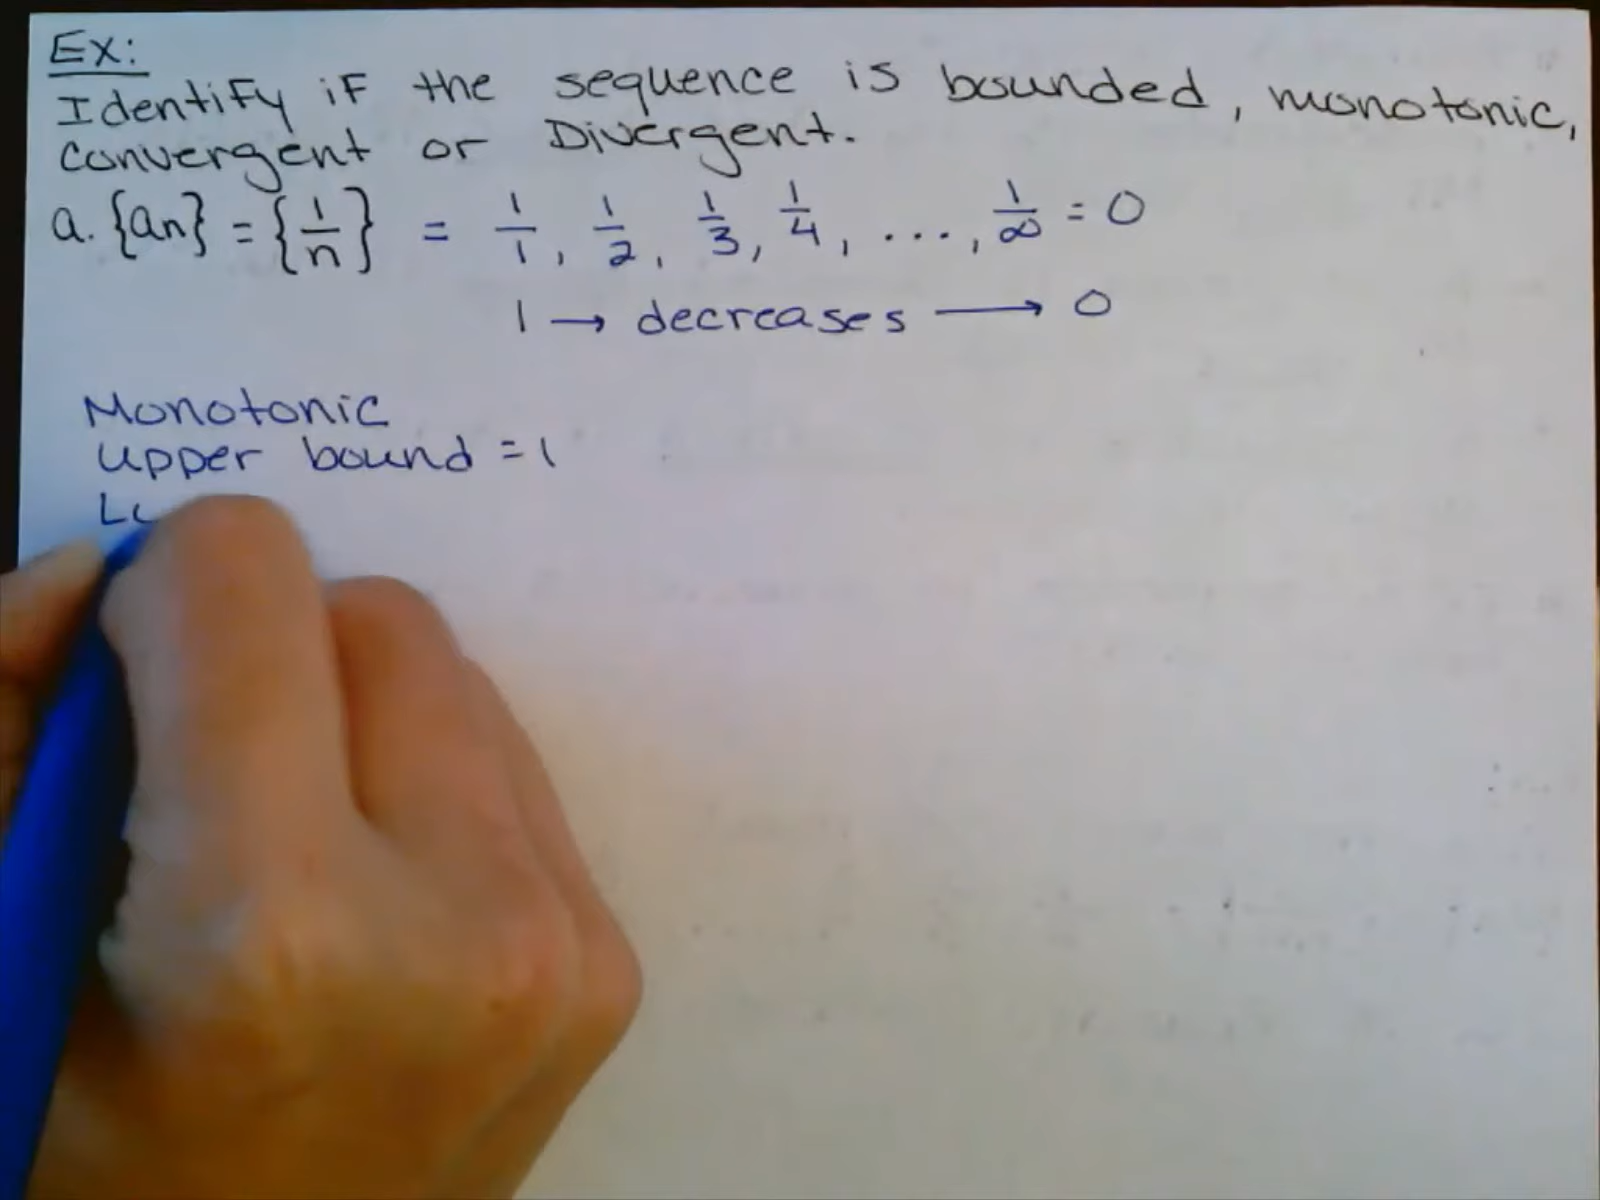 Ex:
Identify if the sequence is bounded, monotonic,
convergent or Divergent.
a. {an} = {1/n} = 1/1, 1/2, 1/3, 1/4, ..., 1/∞ = 0
1 → decreases → 0
Monotonic
upper bound = 1